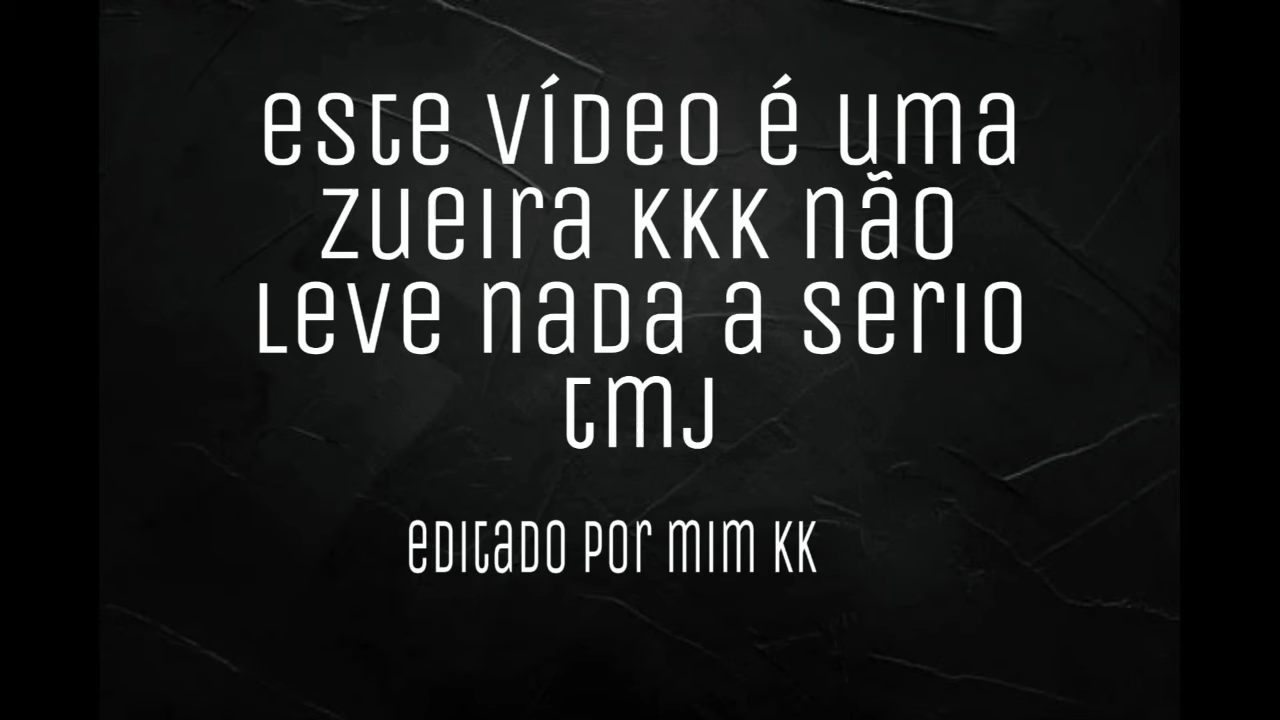 este vídeo é uma
zueira kkk não
leve nada a serio
tmj
editado por mim kk